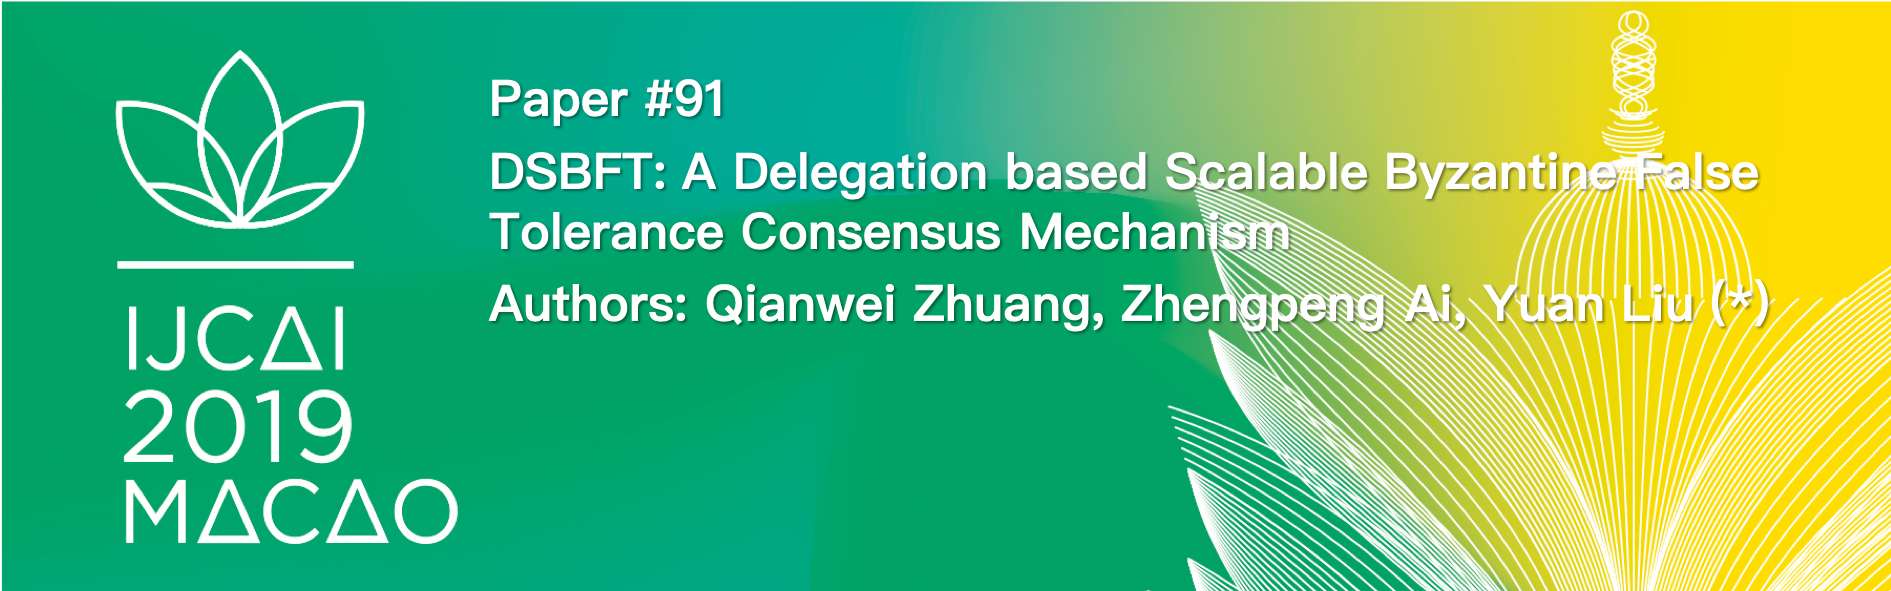 IJCAI
2019
MACAO
Paper #91
DSBFT: A Delegation based Scalable Byzantine False
Tolerance Consensus Mechanism
Authors: Qianwei Zhuang, Zhengpeng Ai, Yuan Liu (*)